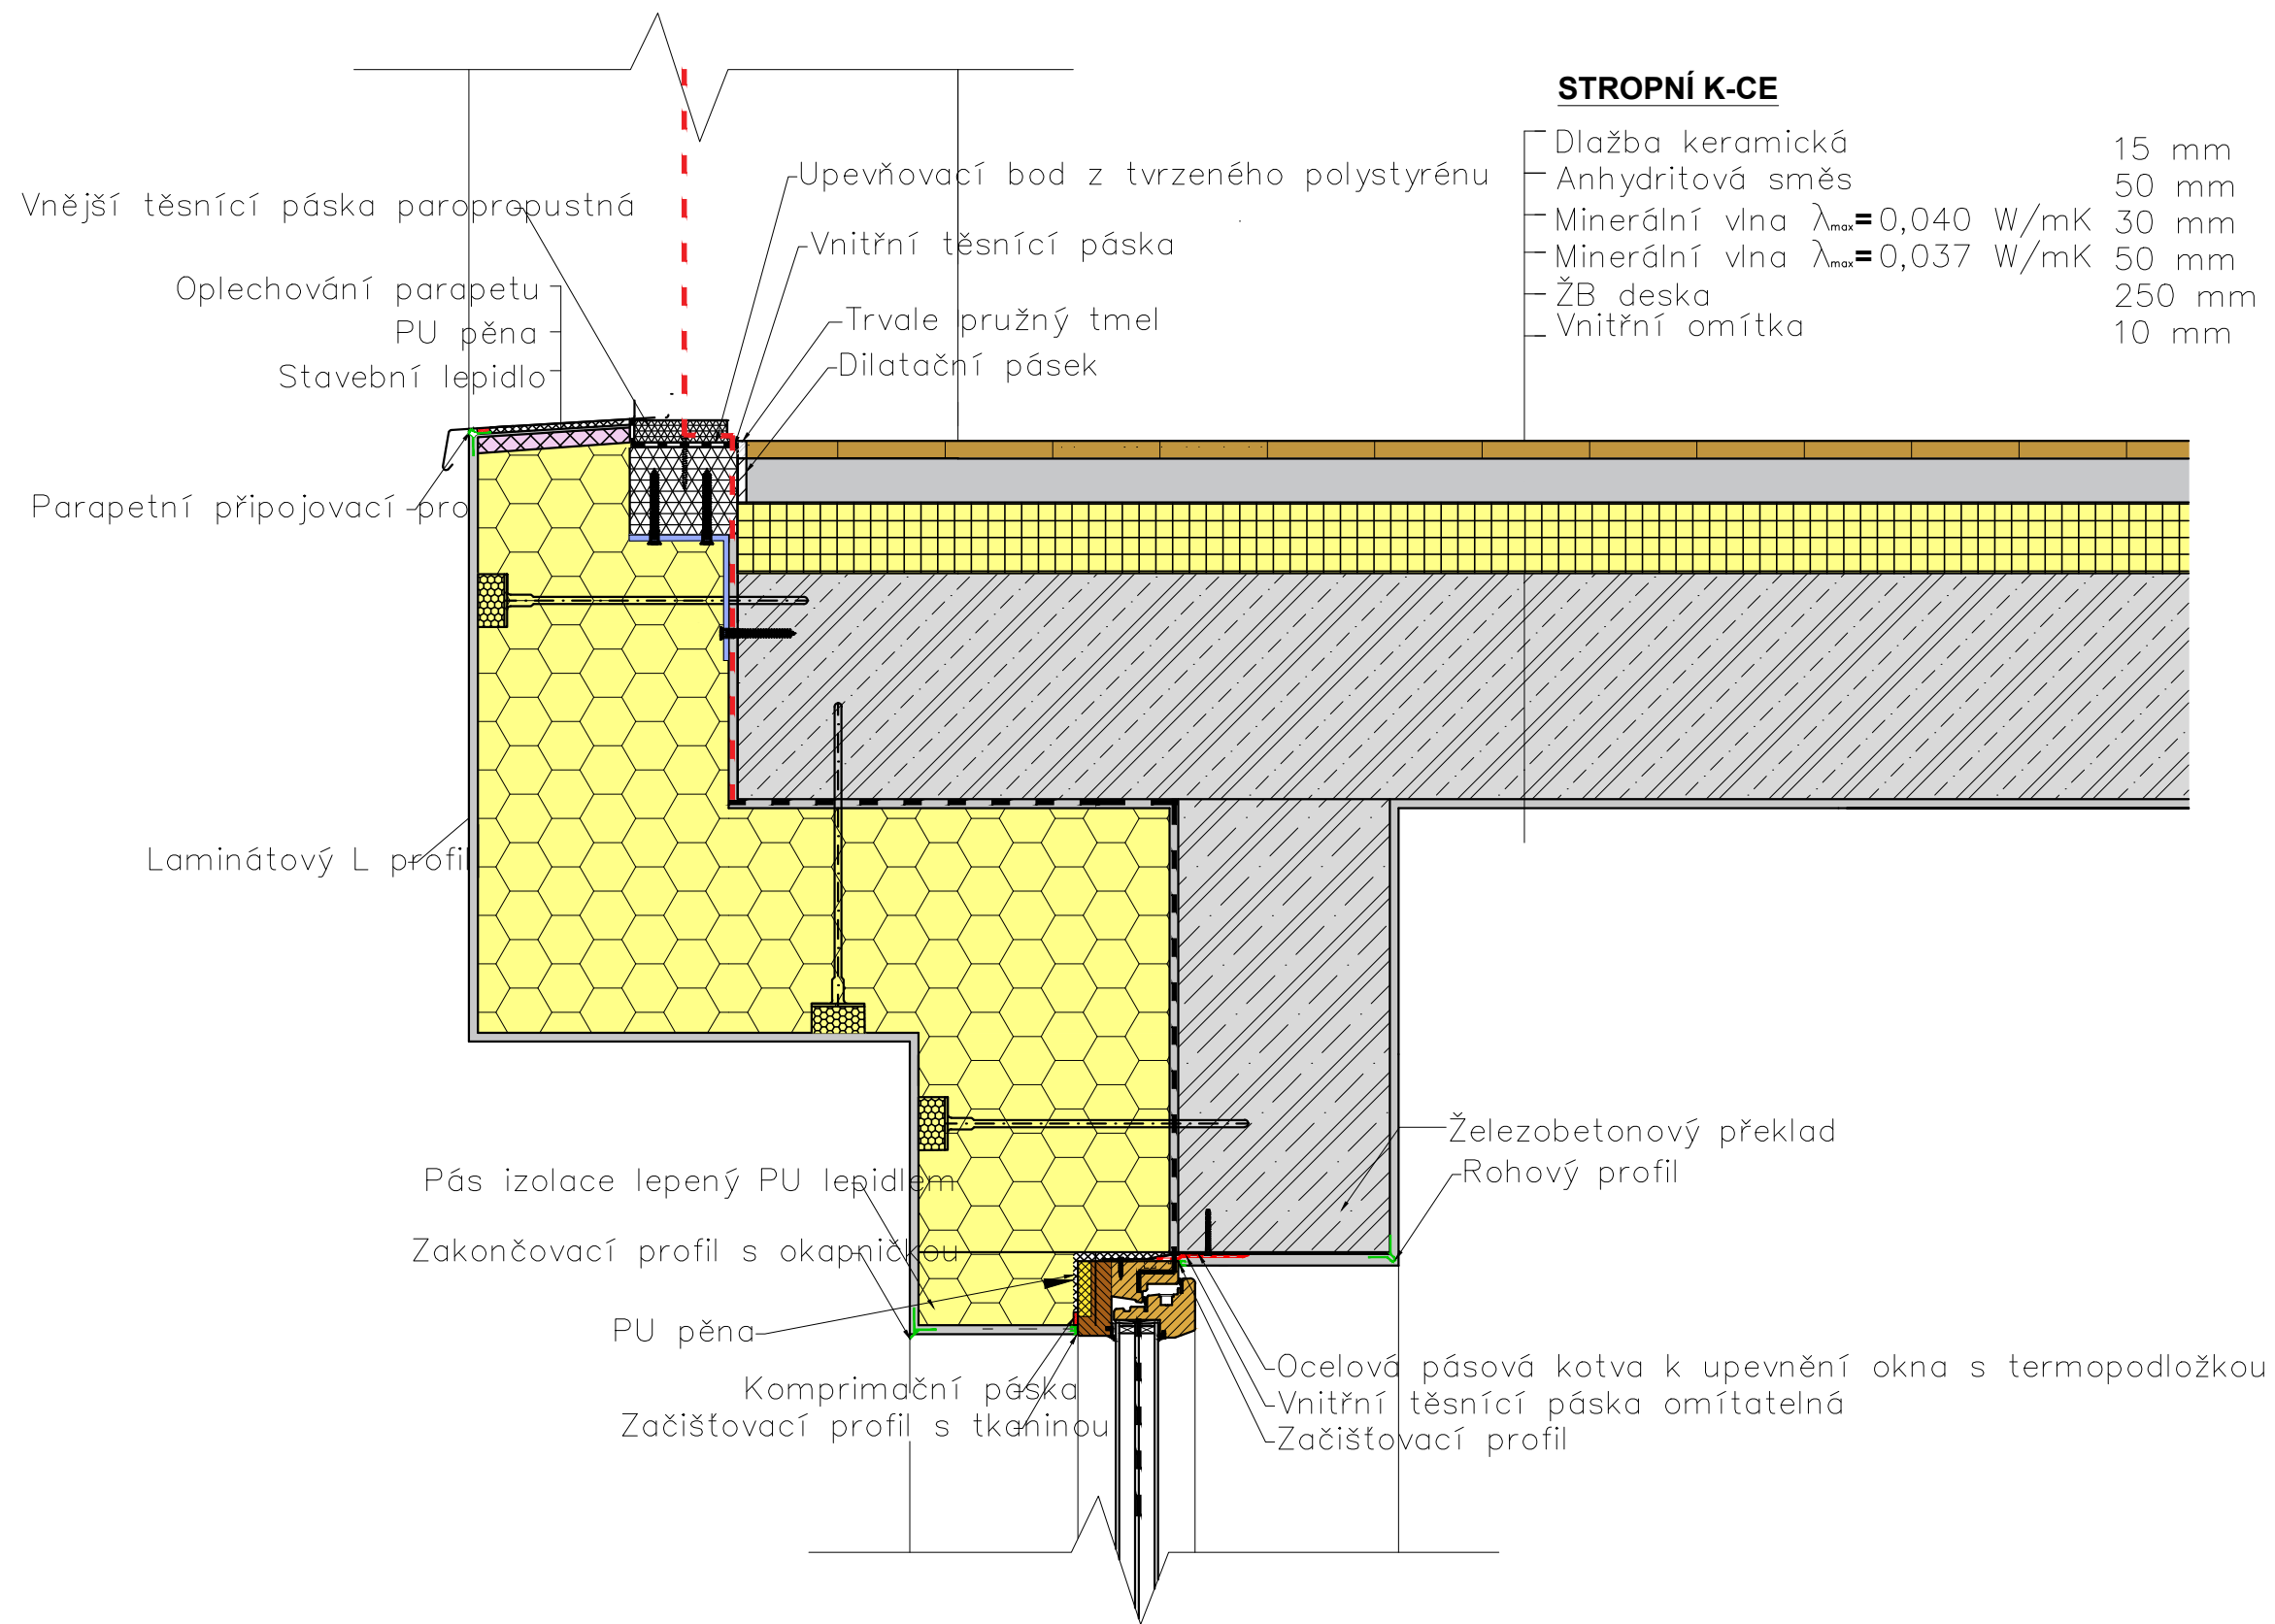 STROPNÍ K-CE
Dlažba keramická 15 mm
Anhydritová směs 50 mm
Minerální vlna λmax=0,040 W/mK 30 mm
Minerální vlna λmax=0,037 W/mK 50 mm
ŽB deska 250 mm
Vnitřní omítka 10 mm
Upevňovací bod z tvrzeného polystyrénu
Vnější těsnící páska paropropustná
Vnitřní těsnící páska
Oplechování parapetu
PU pěna
Stavební lepidlo
Trvale pružný tmel
Dilatační pásek
Parapetní připojovací pro
Laminátový L profil
Železobetonový překlad
Rohový profil
Pás izolace lepený PU lepidlem
Zakončovací profil s okapničkou
PU pěna
Komprimační páska
Začišťovací profil s tkaninou
Ocelová pásová kotva k upevnění okna s termopodložkou
Vnitřní těsnící páska omítatelná
Začišťovací profil